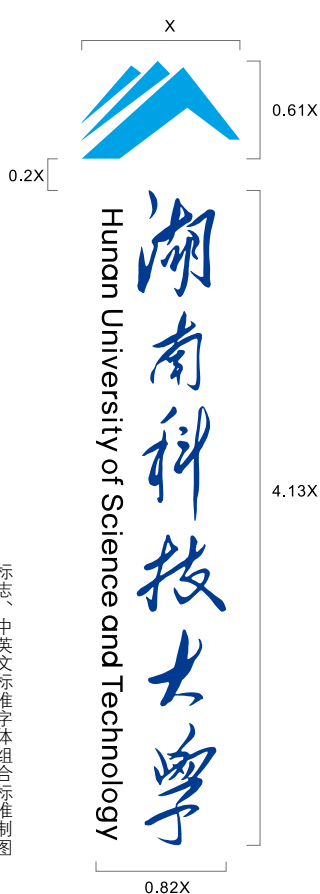 X
0.61X
0.2X
湖南科技大學
Hunan University of Science and Technology
4.13X
标志、中英文标准字体组合标准制图
0.82X